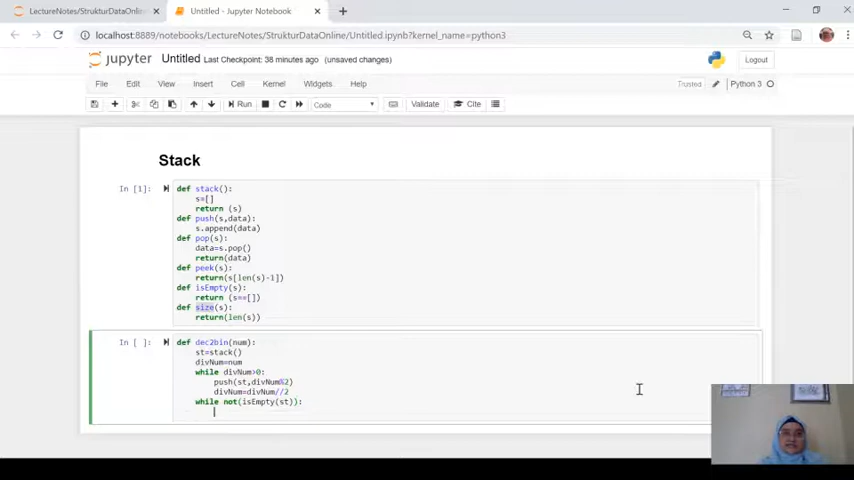 LectureNotes/StrukturDataOnline
Untitled - Jupyter Notebook
localhost:8889/notebooks/LectureNotes/StrukturDataOnline/Untitled.ipynb?kernel_name=python3
jupyter Untitled Last Checkpoint: 38 minutes ago (unsaved changes)
Logout
File Edit View Insert Cell Kernel Widgets Help
Trusted Python 3
Run Code Validate Cite
Stack
In [1]:
def stack():
s=[]
return (s)
def push(s,data):
s.append(data)
def pop(s):
data=s.pop()
return(data)
def peek(s):
return(s[len(s)-1])
def isEmpty(s):
return (s==[])
def size(s):
return(len(s))
In [ ]:
def dec2bin(num):
st=stack()
divNum=num
while divNum>0:
push(st,divNum%2)
divNum=divNum//2
while not(isEmpty(st)):